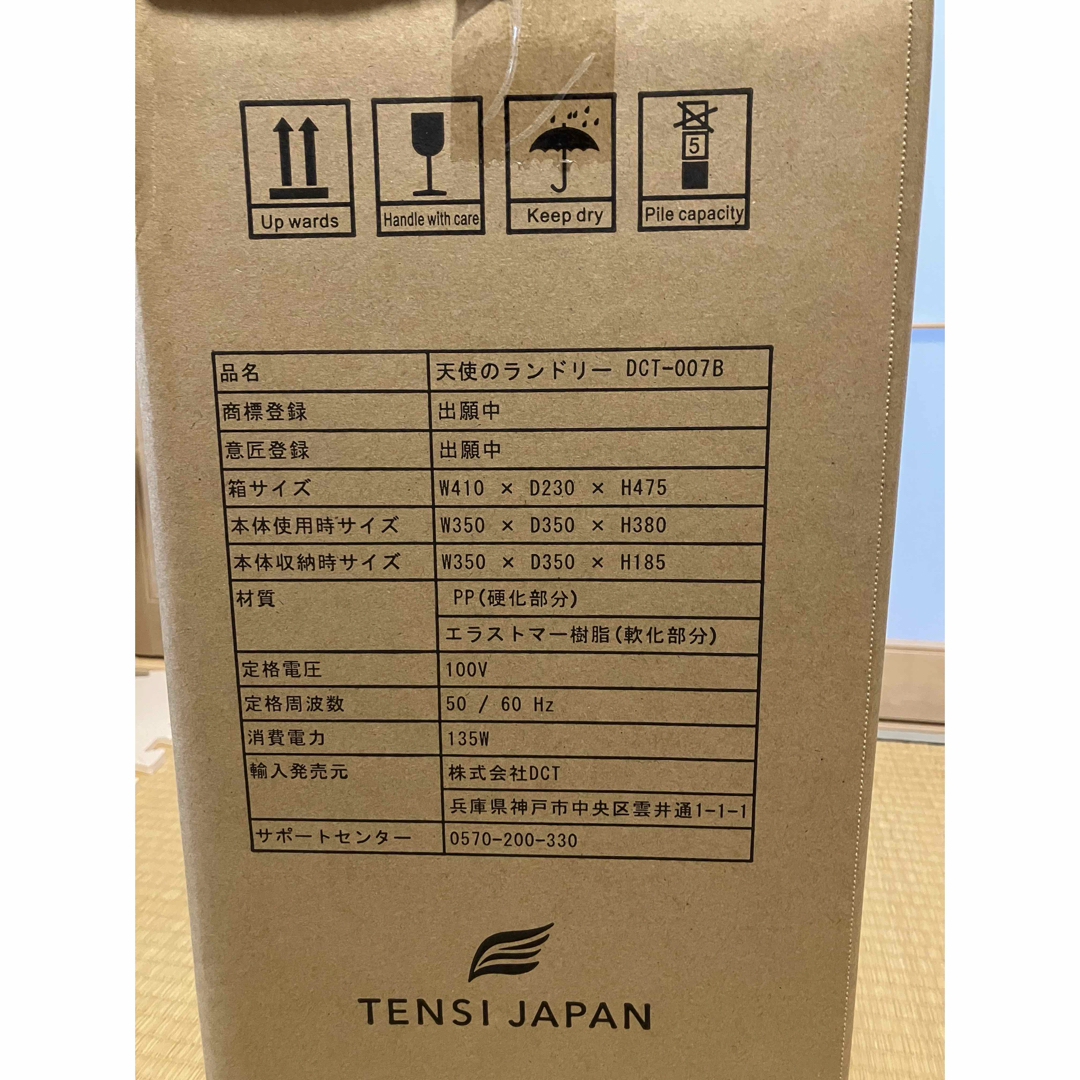 5
Up wards Handle with care Keep dry Pile capacity
品名 天使のランドリー DCT-007B
商標登録 出願中
意匠登録 出願中
箱サイズ W410 × D230 × H475
本体使用時サイズ W350 × D350 × H380
本体収納時サイズ W350 × D350 × H185
材質 PP(硬化部分)
エラストマー樹脂(軟化部分)
定格電圧 100V
定格周波数 50 / 60 Hz
消費電力 135W
輸入発売元 株式会社DCT
兵庫県神戸市中央区雲井通1-1-1
サポートセンター 0570-200-330
TENSI JAPAN